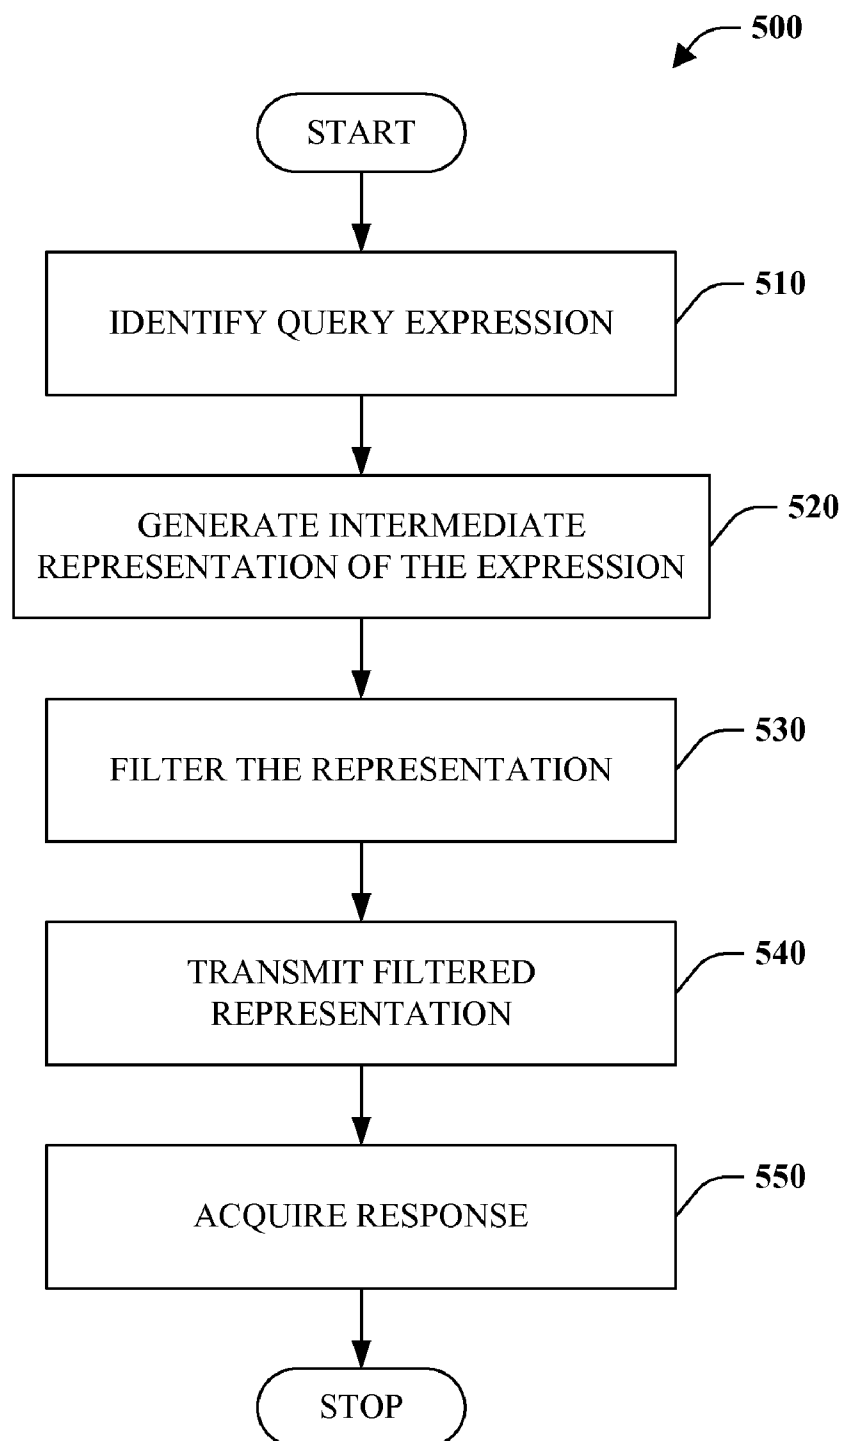 500
START
IDENTIFY QUERY EXPRESSION
510
GENERATE INTERMEDIATE
REPRESENTATION OF THE EXPRESSION
520
FILTER THE REPRESENTATION
530
TRANSMIT FILTERED
REPRESENTATION
540
ACQUIRE RESPONSE
550
STOP